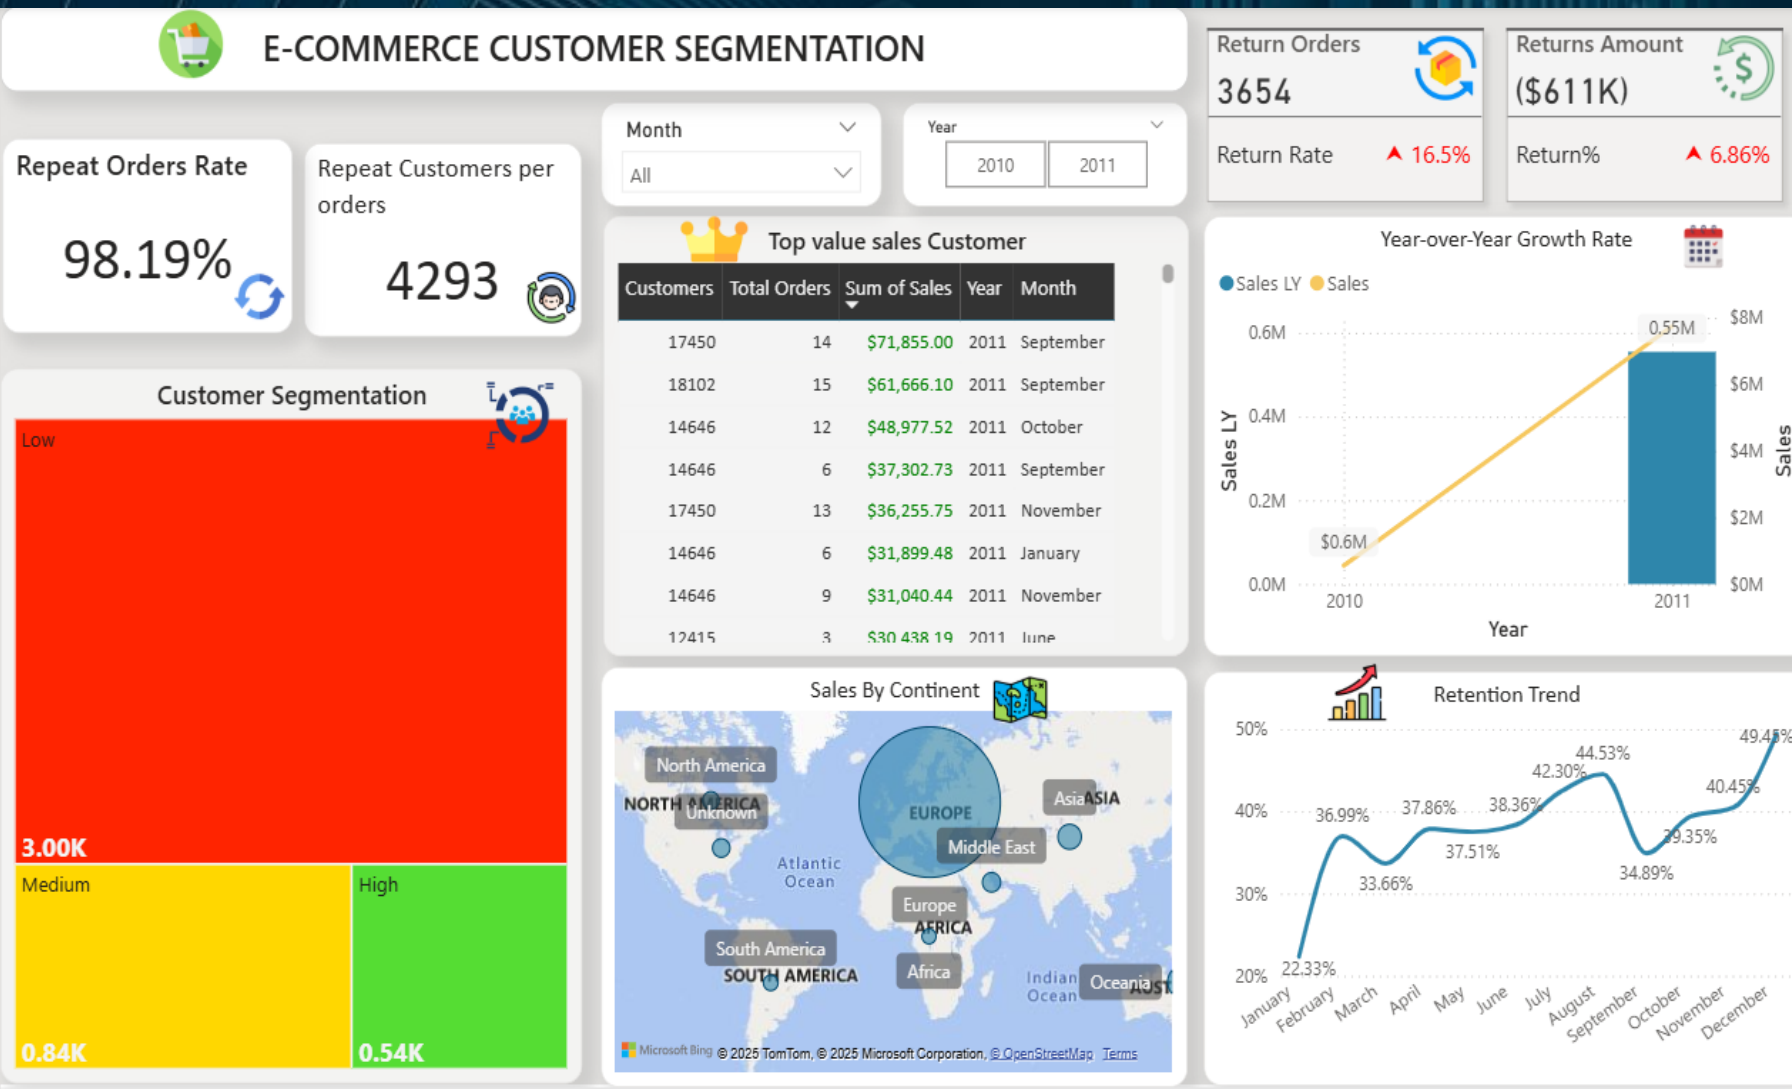 E-COMMERCE CUSTOMER SEGMENTATION
Return Orders
3654
Return Rate 16.5%
Returns Amount
($611K)
Return% 6.86%
Month
All
Year
2010 2011
Repeat Orders Rate
98.19%
Repeat Customers per
orders
4293
Customer Segmentation
Low
3.00K
Medium
0.84K
High
0.54K
Top value sales Customer
Customers Total Orders Sum of Sales Year Month
17450 14 $71,855.00 2011 September
18102 15 $61,666.10 2011 September
14646 12 $48,977.52 2011 October
14646 6 $37,302.73 2011 September
17450 13 $36,255.75 2011 November
14646 6 $31,899.48 2011 January
14646 9 $31,040.44 2011 November
12415 3 $30,438.19 2011 June
Sales By Continent
North America
NORTH AMERICA
Unknown
EUROPE
Asia
ASIA
Middle East
Atlantic
Ocean
Europe
AFRICA
Africa
South America
SOUTH AMERICA
Indian
Ocean
Oceania
AUST
Microsoft Bing © 2025 TomTom, © 2025 Microsoft Corporation, © OpenStreetMap Terms
Year-over-Year Growth Rate
Sales LY Sales
0.6M
0.4M
0.2M
0.0M
Sales LY
$8M
$6M
$4M
$2M
$0M
Sales
$0.6M
0.55M
2010 2011
Year
Retention Trend
50%
40%
30%
20%
22.33%
36.99%
33.66%
37.86%
37.51%
38.36%
42.30%
44.53%
34.89%
39.35%
40.45%
49.45%
January
February
March
April
May
June
July
August
September
October
November
December